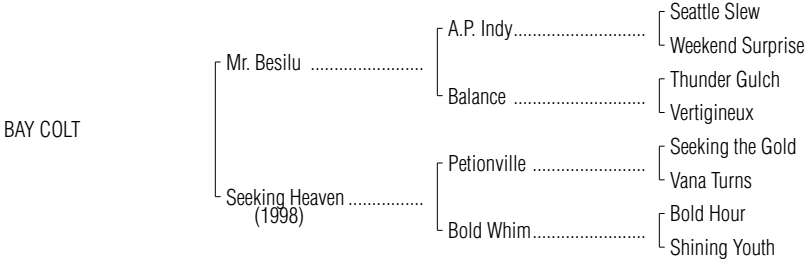 Seattle Slew
A.P. Indy............................
Weekend Surprise
Mr. Besilu ........................
Thunder Gulch
Balance ............................
Vertigineux
BAY COLT
Seeking the Gold
Petionville ........................
Vana Turns
Seeking Heaven ................
(1998)
Bold Hour
Bold Whim........................
Shining Youth